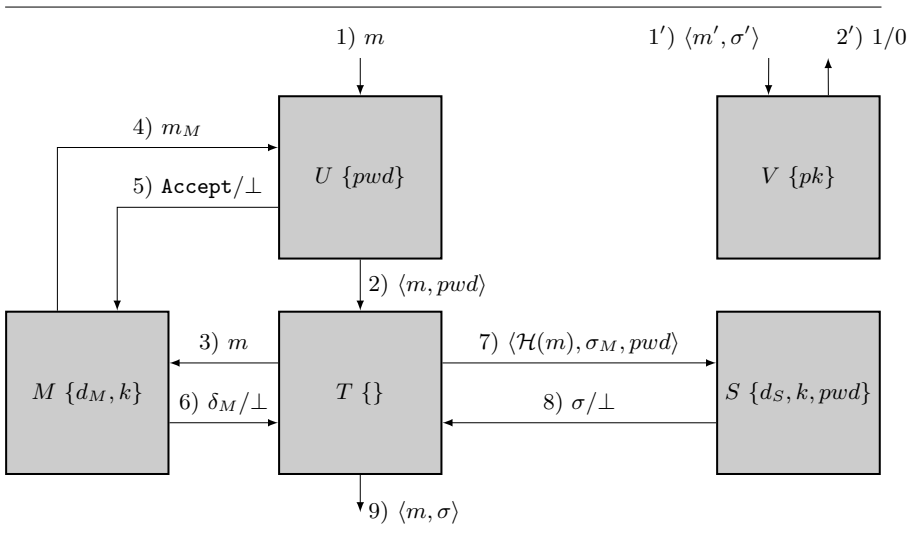 1) m
1′) ⟨m′, σ′⟩
2′) 1/0
4) m_M
5) Accept/⊥
U {pwd}
V {pk}
2) ⟨m, pwd⟩
3) m
7) ⟨ℋ(m), σ_M, pwd⟩
M {d_M, k}
T {}
S {d_S, k, pwd}
6) δ_M/⊥
8) σ/⊥
9) ⟨m, σ⟩